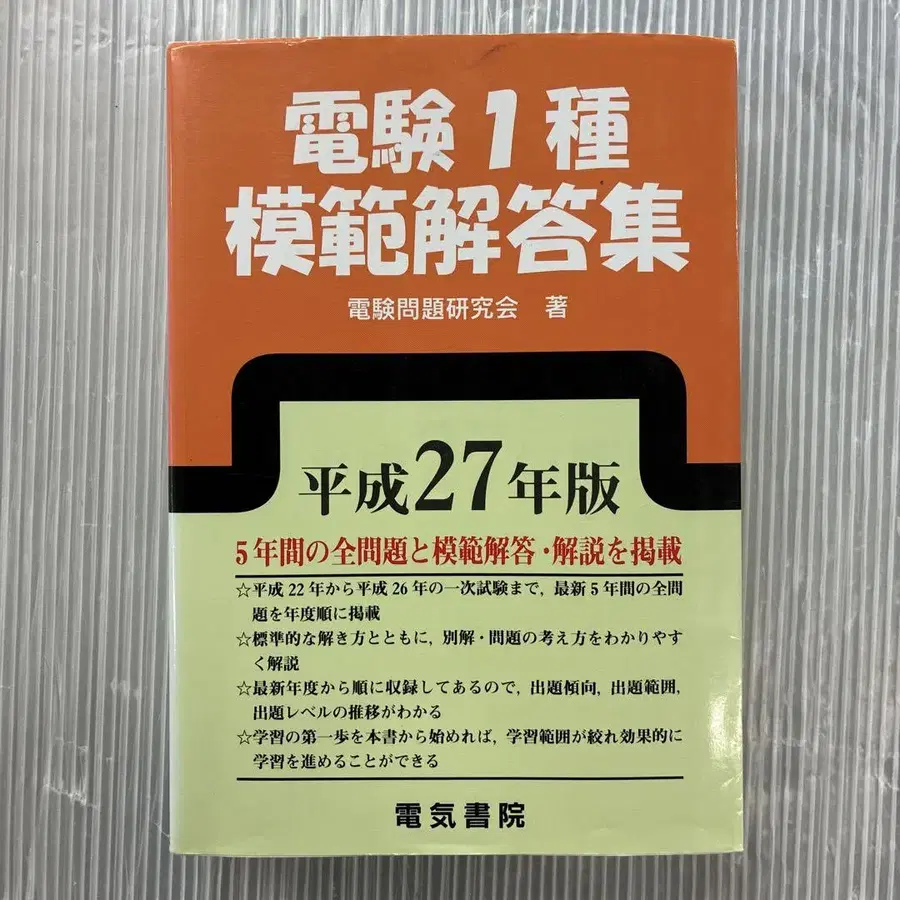 電験1種
模範解答集
電験問題研究会 著
平成27年版
5年間の全問題と模範解答・解説を掲載
☆平成22年から平成26年の一次試験まで, 最新5年間の全問
題を年度順に掲載
☆標準的な解き方とともに, 別解・問題の考え方をわかりやす
く解説
☆最新年度から順に収録してあるので, 出題傾向, 出題範囲,
出題レベルの推移がわかる
☆学習の第一歩を本書から始めれば, 学習範囲が絞れ効果的に
学習を進めることができる
電気書院